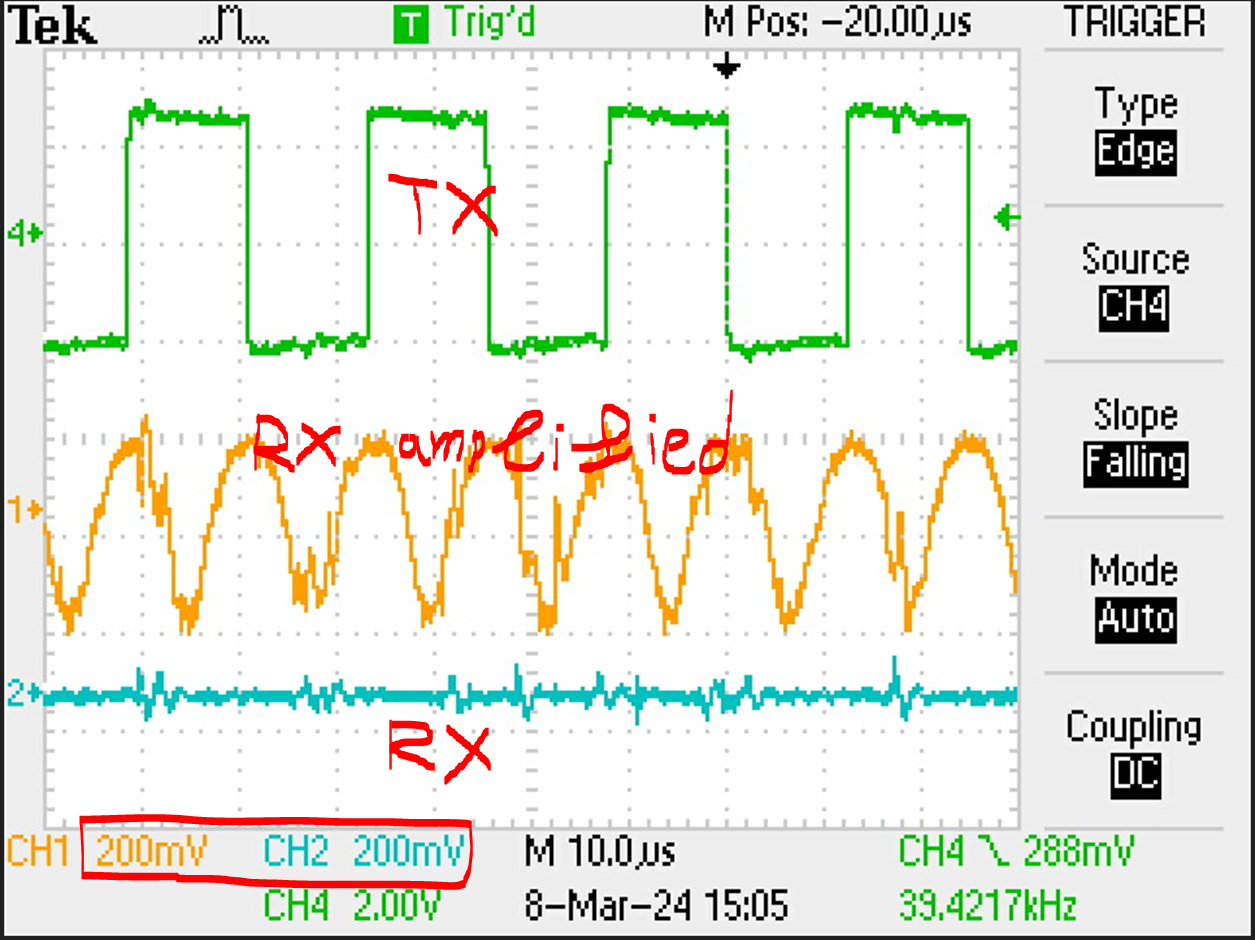 Tek T Trig'd M Pos: -20.00µs TRIGGER
Type
Edge
TX
4
Source
CH4
Slope
Falling
RX amplified
1
Mode
Auto
2
RX
Coupling
DC
CH1 200mV CH2 200mV M 10.0µs CH4 288mV
CH4 2.00V 8-Mar-24 15:05 39.4217kHz